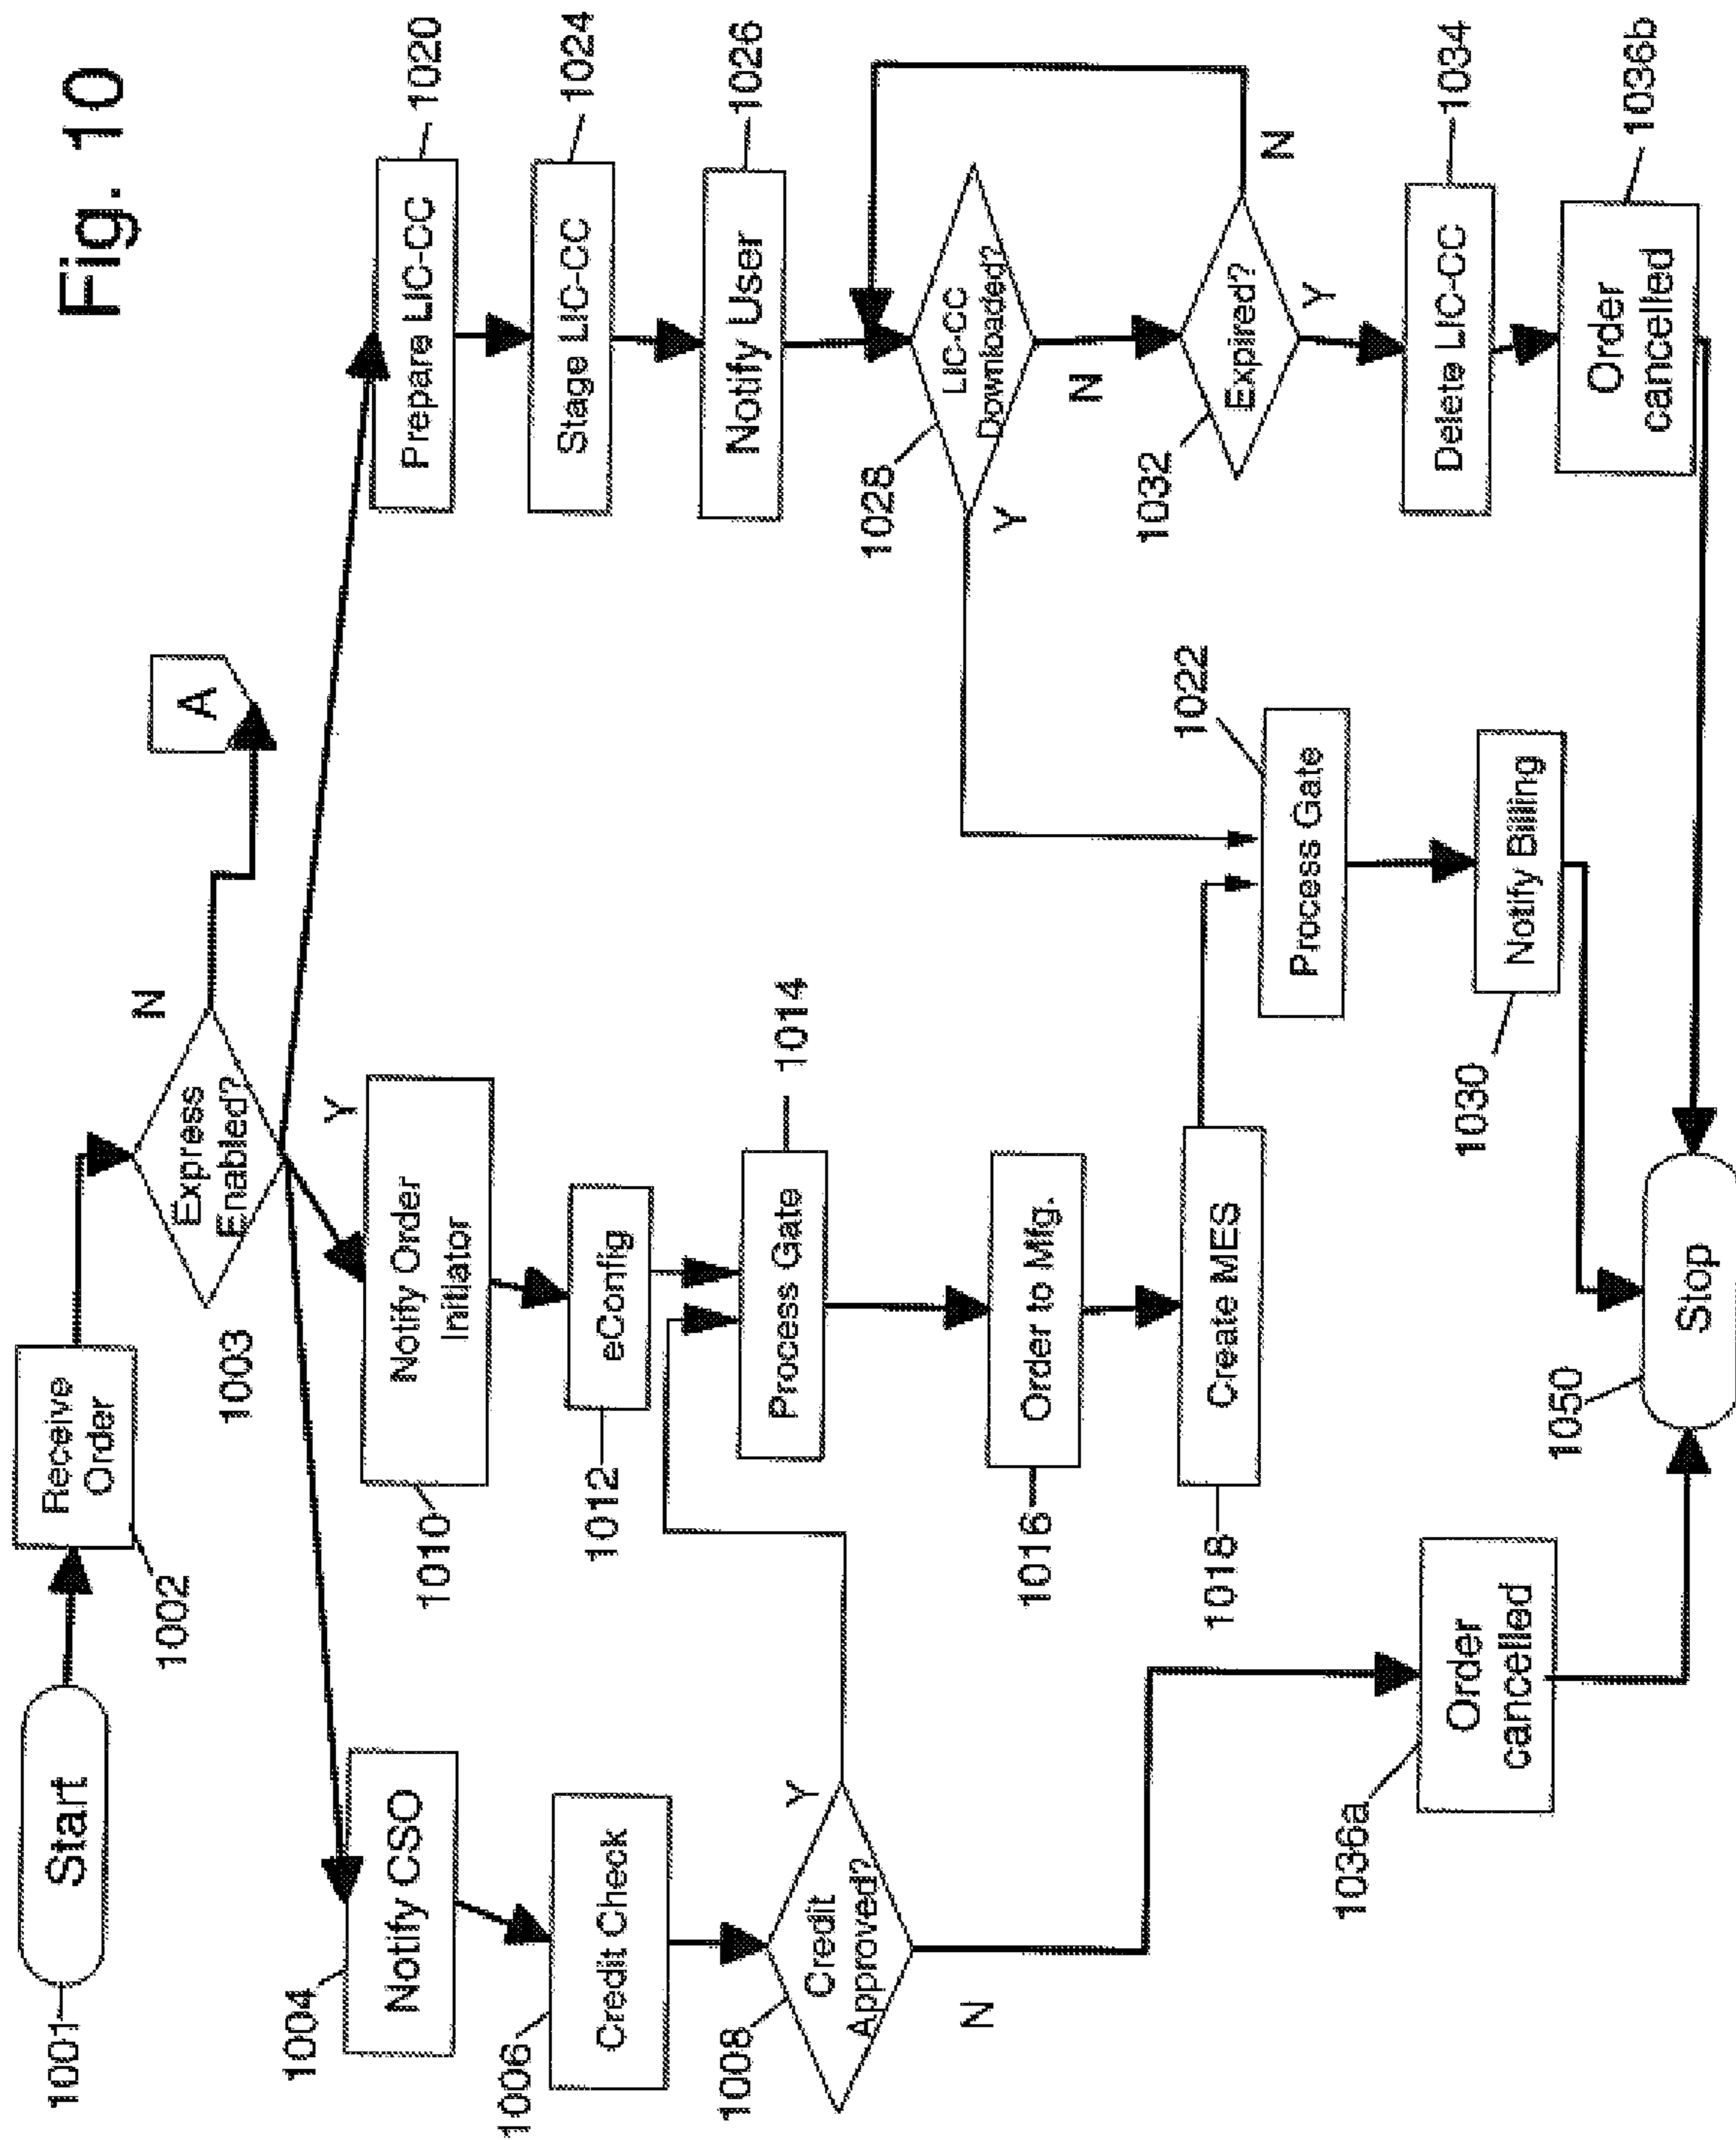 Fig. 10
Start
1001
Receive
Order
1002
Express
Enabled?
1003
N
Y
A
Notify CSO
1004
Credit Check
1006
Credit
Approved?
1008
Y
N
Notify Order
Initiator
1010
eConfig
1012
Process Gate
1014
Order to Mfg.
1016
Create MES
1018
Prepare LIC-CC
1020
Stage LIC-CC
1024
Notify User
1026
LIC-CC
Downloaded?
1028
Y
N
Expired?
1032
N
Y
Delete LIC-CC
1034
Order
cancelled
1036b
Process Gate
1022
Notify Billing
1030
Order
cancelled
1036a
Stop
1050